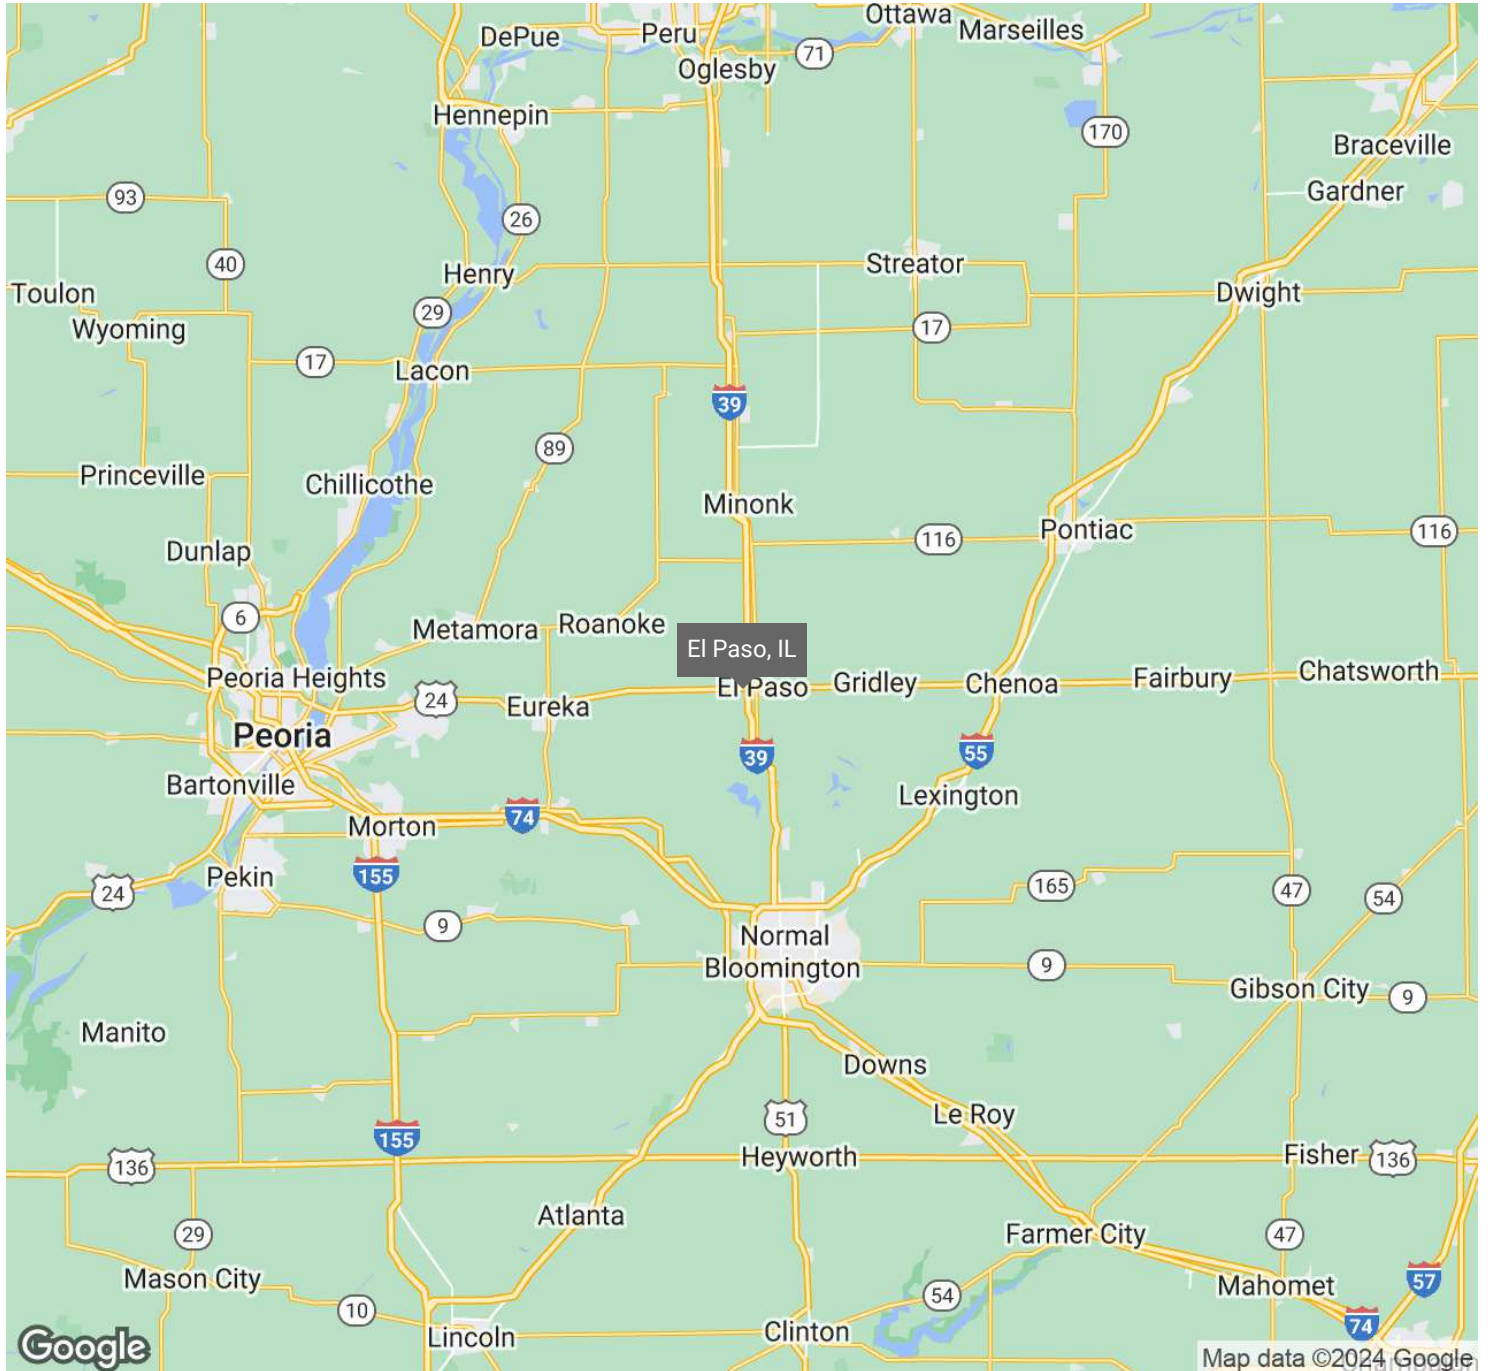 Ottawa
DePue
Peru
Marseilles
71
Oglesby
Hennepin
170
Braceville
Gardner
93
26
40
Streator
Henry
Toulon
Dwight
29
Wyoming
17
17
Lacon
39
89
Princeville
Chillicothe
Minonk
Pontiac
116
116
Dunlap
6
Metamora
Roanoke
El Paso, IL
Peoria Heights
Chatsworth
Fairbury
Gridley
Chenoa
El Paso
24
Eureka
Peoria
39
55
Bartonville
Lexington
74
Morton
Pekin
155
165
47
24
54
9
Normal
Bloomington
9
Gibson City
9
Manito
Downs
Le Roy
51
155
Heyworth
Fisher
136
136
Atlanta
29
Farmer City
47
Mason City
Mahomet
57
54
10
74
Lincoln
Clinton
Google
Map data ©2024 Google